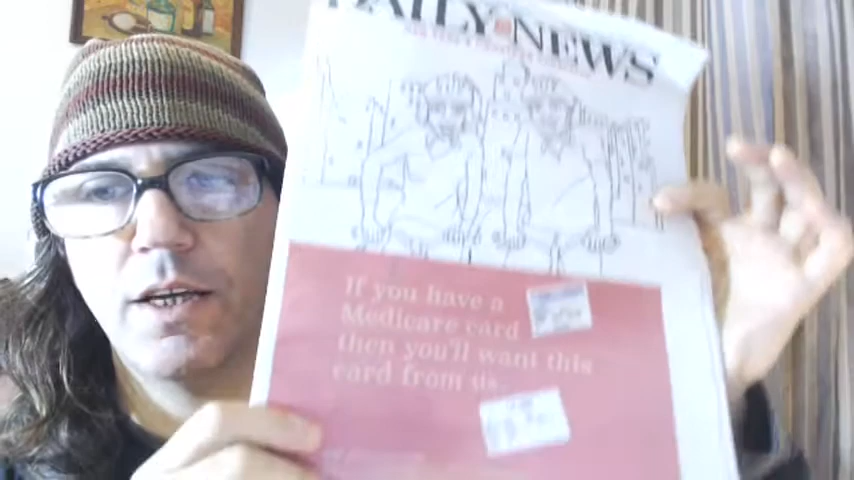 DAILY NEWS
If you have a
Medicare card
then you'll want this
card from us.